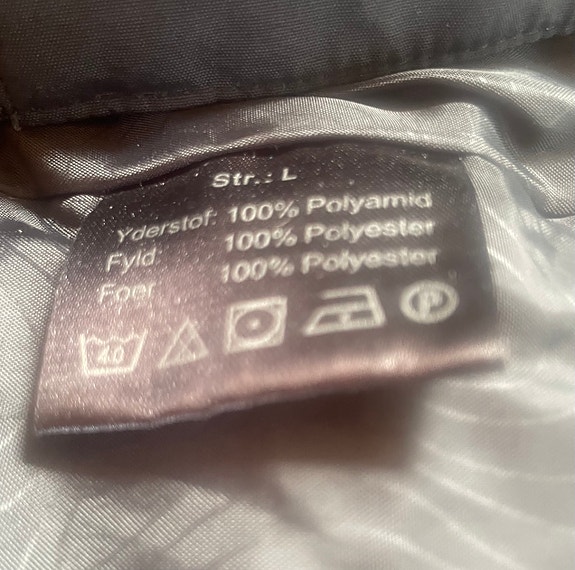 Str.: L
Yderstof: 100% Polyamid
Fyld: 100% Polyester
Foer 100% Polyester
40 P